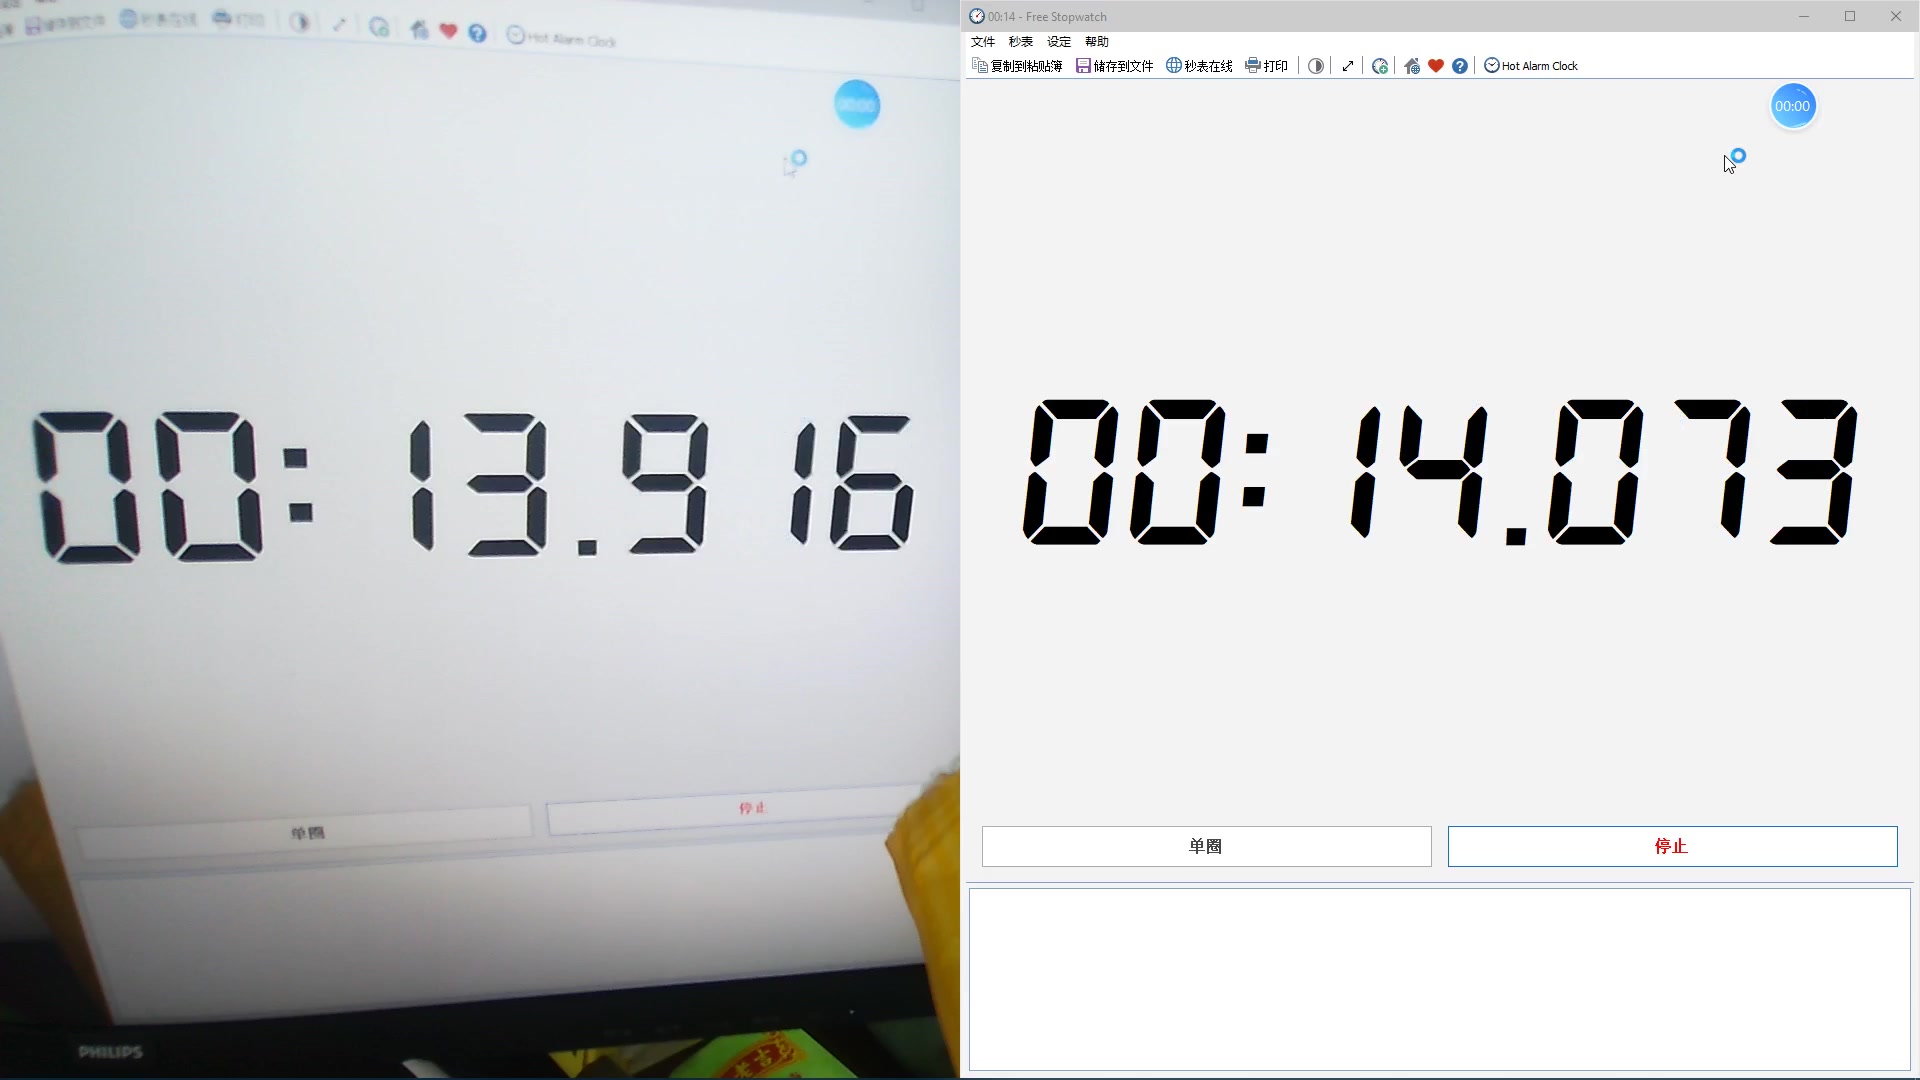 储存到文件 秒表在线 打印 Hot Alarm Clock
00:00
00:13.916
单圈 停止
PHILIPS
00:14 - Free Stopwatch
文件 秒表 设定 帮助
复制到粘贴簿 储存到文件 秒表在线 打印 Hot Alarm Clock
00:00
00:14.073
单圈 停止